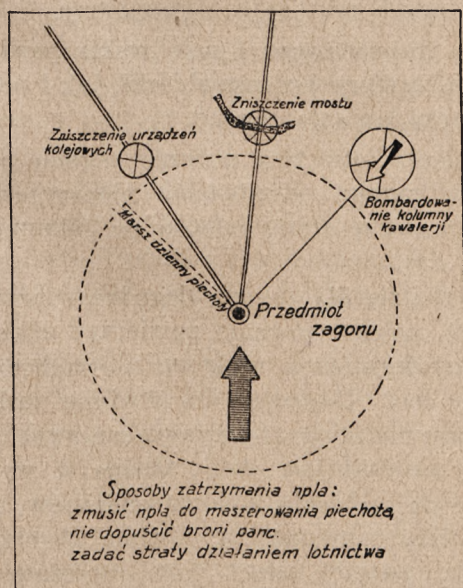 Zniszczenie mostu
Zniszczenie urządzeń
kolejowych
Bombardowa-
nie kolumny
kawalerji
Marsz dzienny piechoty
Przedmiot
zagonu
Sposoby zatrzymania npla:
zmusić npla do maszerowania piechotą,
nie dopuścić broni panc.
zadać straty działaniem lotnictwa